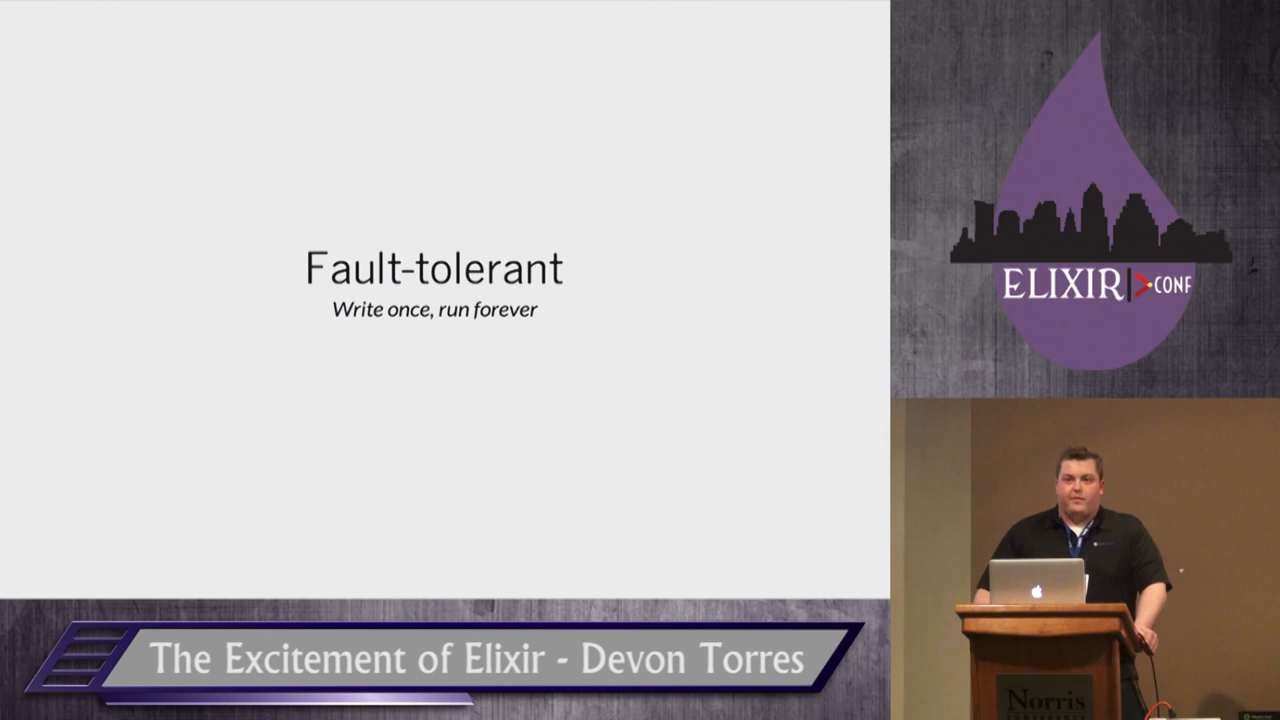 Fault-tolerant
Write once, run forever
ELIXIR|>CONF
The Excitement of Elixir - Devon Torres
Norris